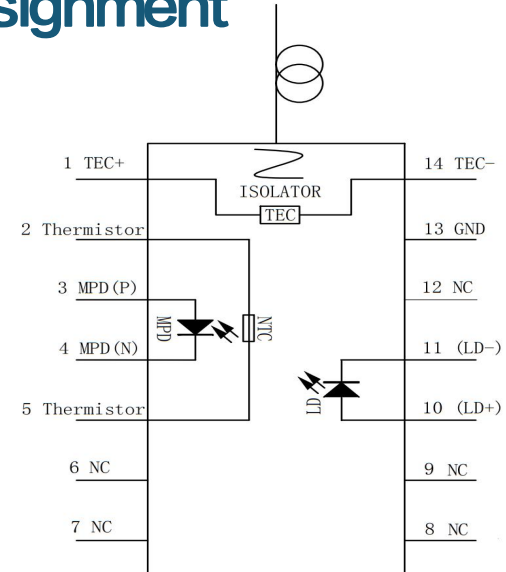 signment
1 TEC+
14 TEC-
ISOLATOR
TEC
2 Thermistor
13 GND
3 MPD(P)
12 NC
MPD
NTC
4 MPD(N)
11 (LD-)
LD
5 Thermistor
10 (LD+)
6 NC
9 NC
7 NC
8 NC